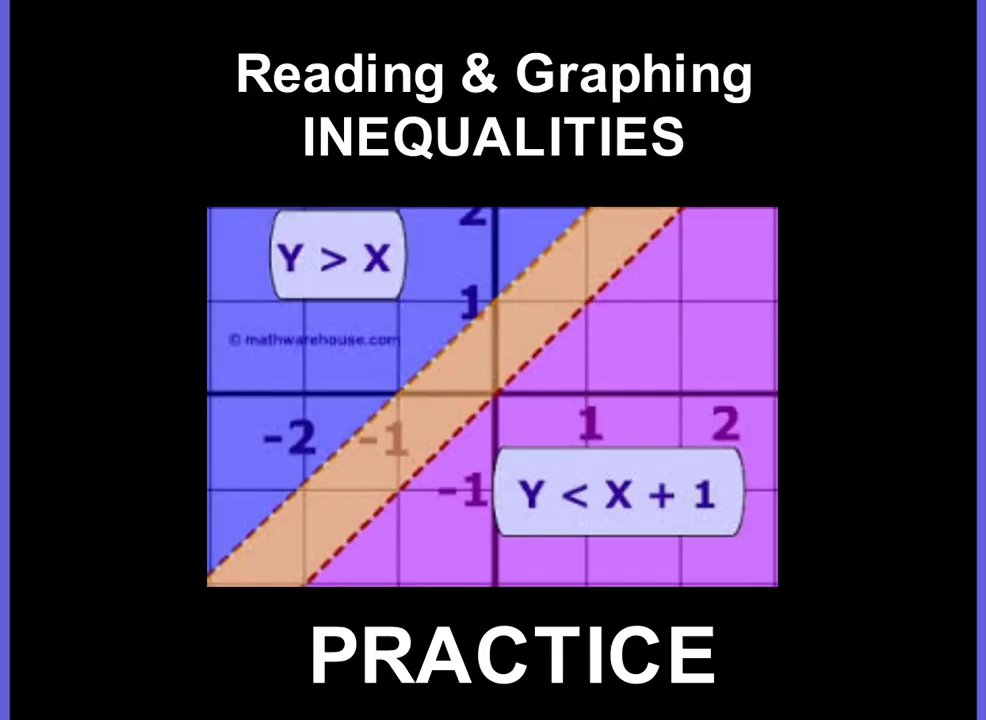 Reading & Graphing
INEQUALITIES
2
Y > X
1
© mathwarehouse.com
-2 -1 1 2
-1
Y < X + 1
PRACTICE